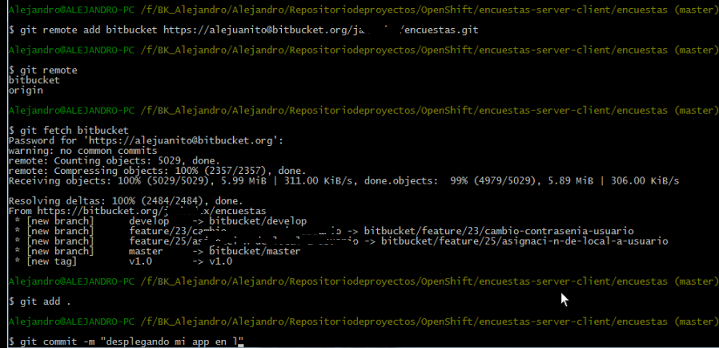 Alejandro@ALEJANDRO-PC /f/BK_Alejandro/Alejandro/Repositoriodeproyectos/OpenShift/encuestas-server-client/encuestas (master)
$ git remote add bitbucket https://alejuanito@bitbucket.org/ /encuestas.git
Alejandro@ALEJANDRO-PC /f/BK_Alejandro/Alejandro/Repositoriodeproyectos/OpenShift/encuestas-server-client/encuestas (master)
$ git remote
bitbucket
origin
Alejandro@ALEJANDRO-PC /f/BK_Alejandro/Alejandro/Repositoriodeproyectos/OpenShift/encuestas-server-client/encuestas (master)
$ git fetch bitbucket
Password for 'https://alejuanito@bitbucket.org':
warning: no common commits
remote: Counting objects: 5029, done.
remote: Compressing objects: 100% (2357/2357), done.
Receiving objects: 100% (5029/5029), 5.99 MiB | 311.00 KiB/s, done.objects:  99% (4979/5029), 5.89 MiB | 306.00 KiB/s
Resolving deltas: 100% (2484/2484), done.
From https://bitbucket.org/ /encuestas
* [new branch] develop -> bitbucket/develop
* [new branch] feature/23/cambio -> bitbucket/feature/23/cambio-contrasenia-usuario
* [new branch] -> bitbucket/feature/25/asignaci-n-de-local-a-usuario
* [new branch] master -> bitbucket/master
* [new tag] v1.0 -> v1.0
Alejandro@ALEJANDRO-PC /f/BK_Alejandro/Alejandro/Repositoriodeproyectos/OpenShift/encuestas-server-client/encuestas (master)
$ git add .
Alejandro@ALEJANDRO-PC /f/BK_Alejandro/Alejandro/Repositoriodeproyectos/OpenShift/encuestas-server-client/encuestas (master)
$ git commit -m "desplegando mi app en l"